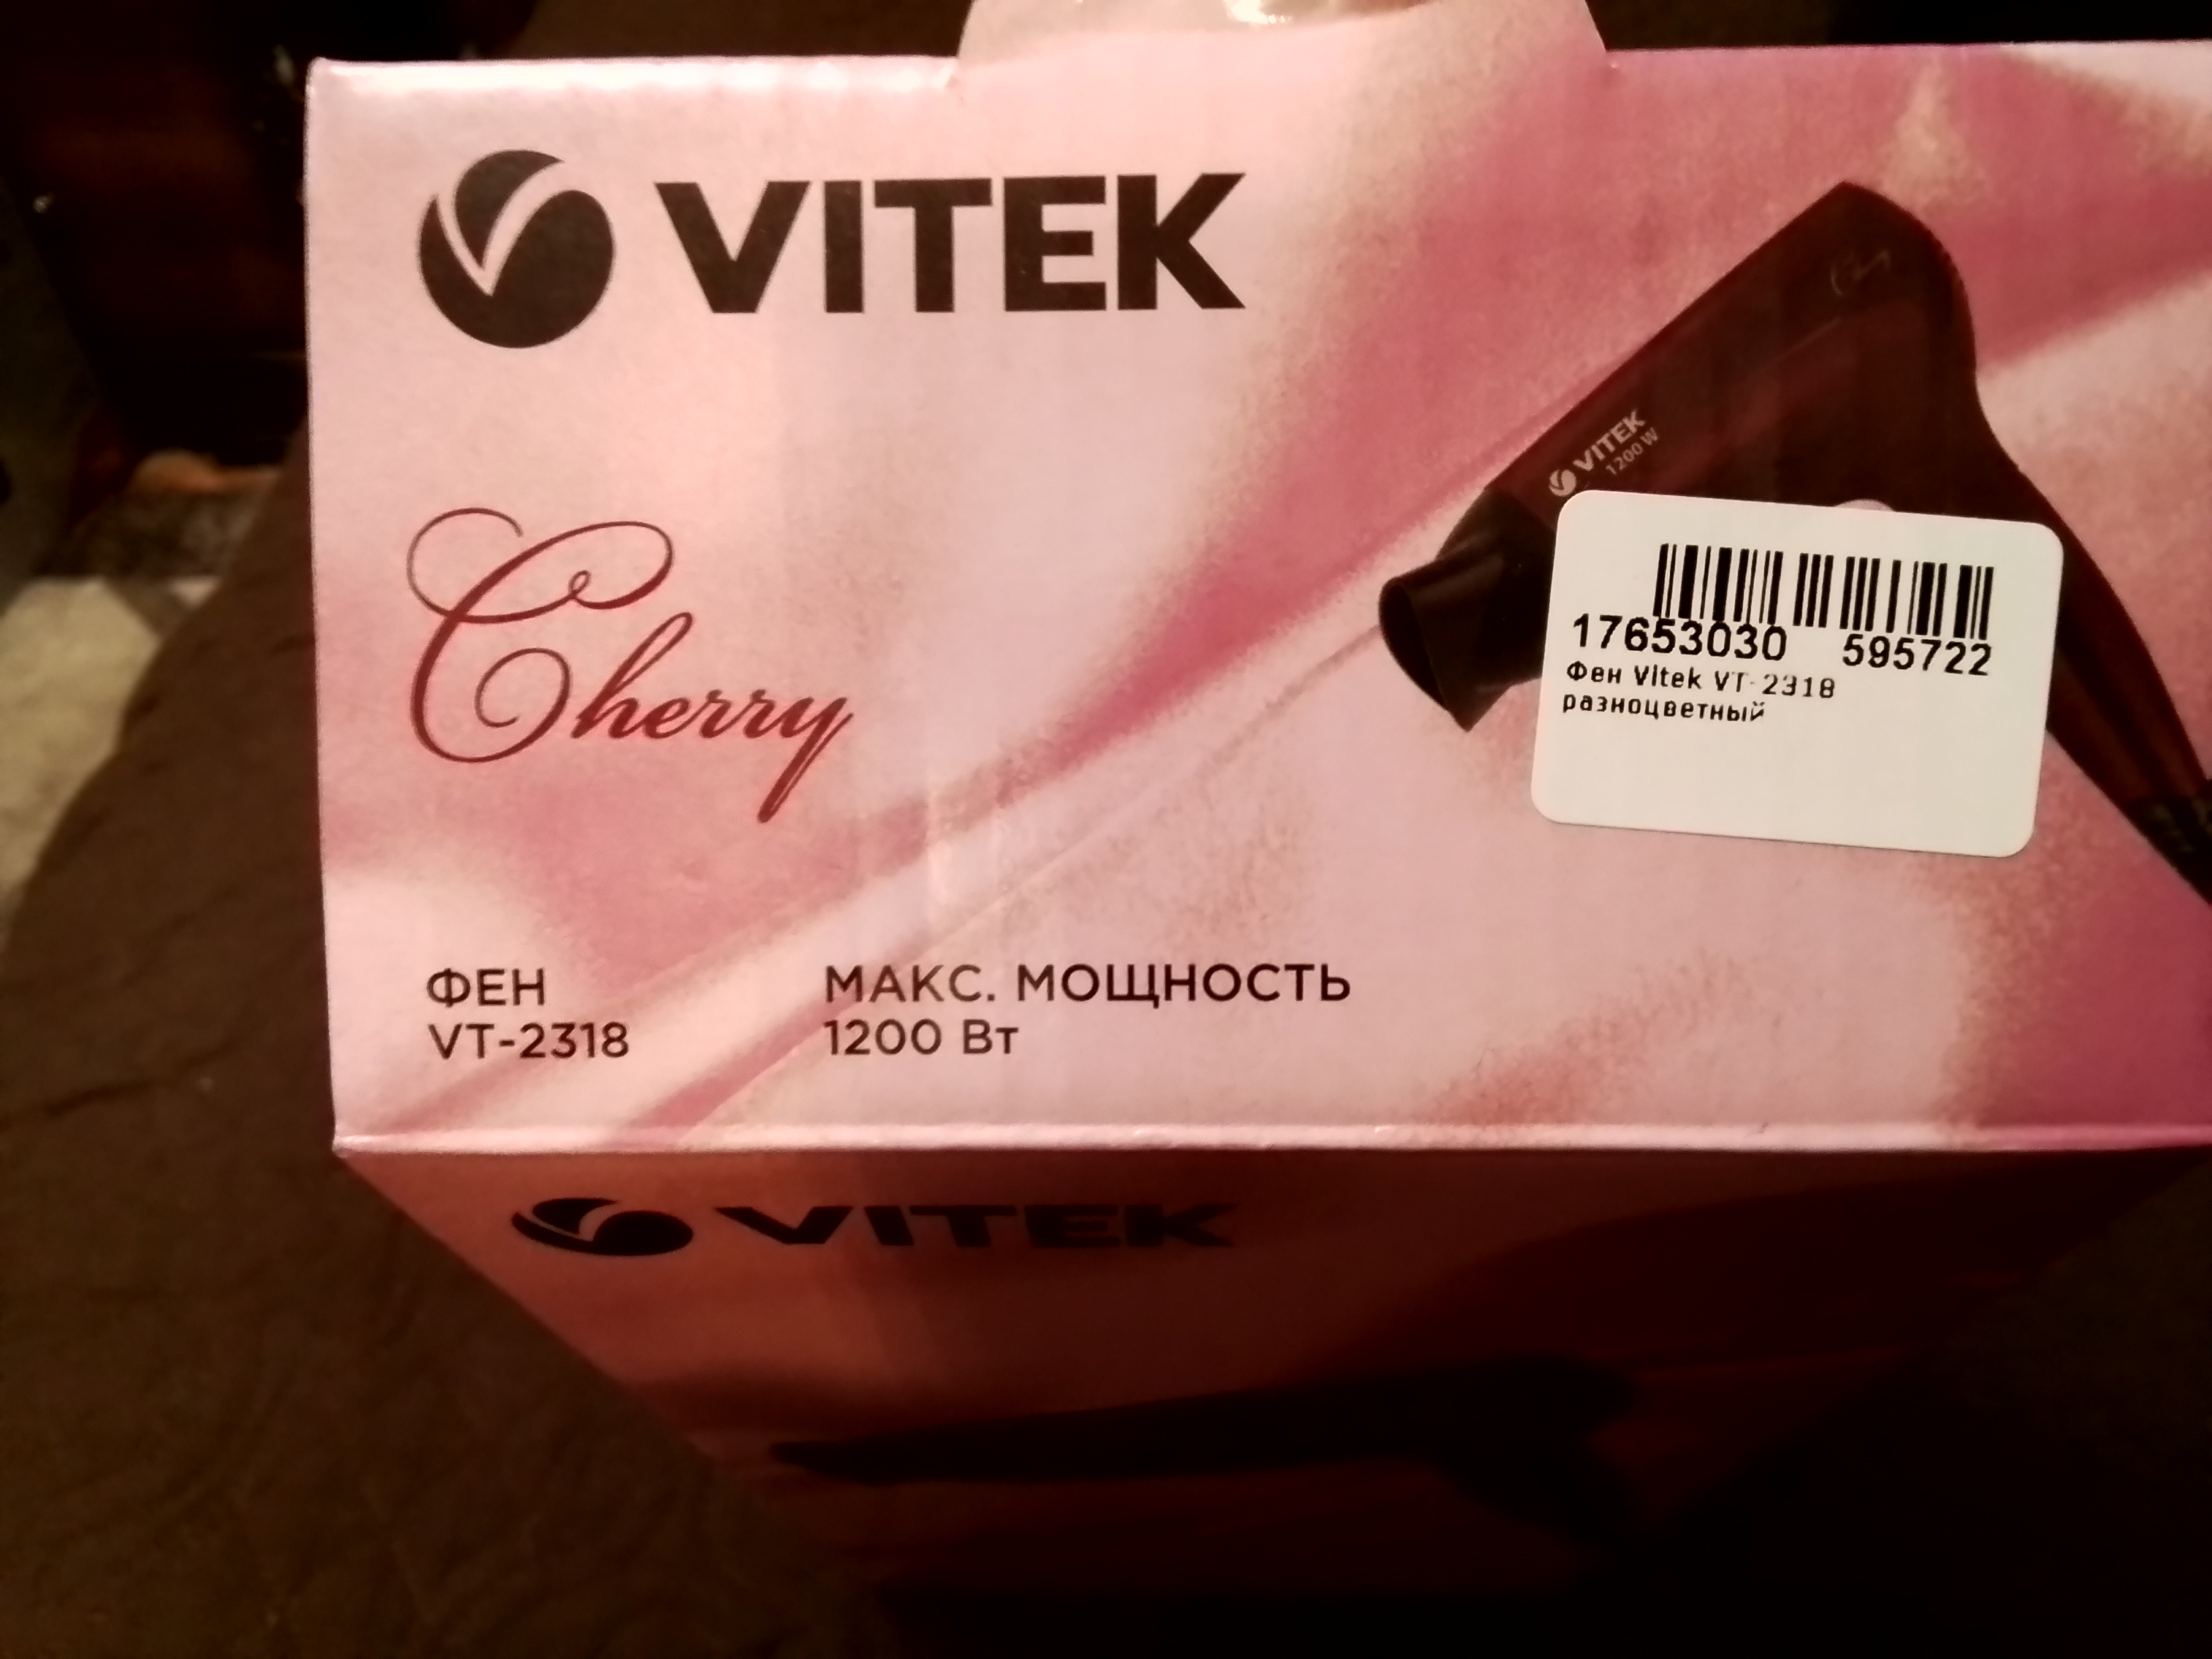 VITEK
Cherry
VITEK
1200 W
17653030 595722
Фен Vitek VT-2318
разноцветный
ФЕН
VT-2318
МАКС. МОЩНОСТЬ
1200 Вт
VITEK